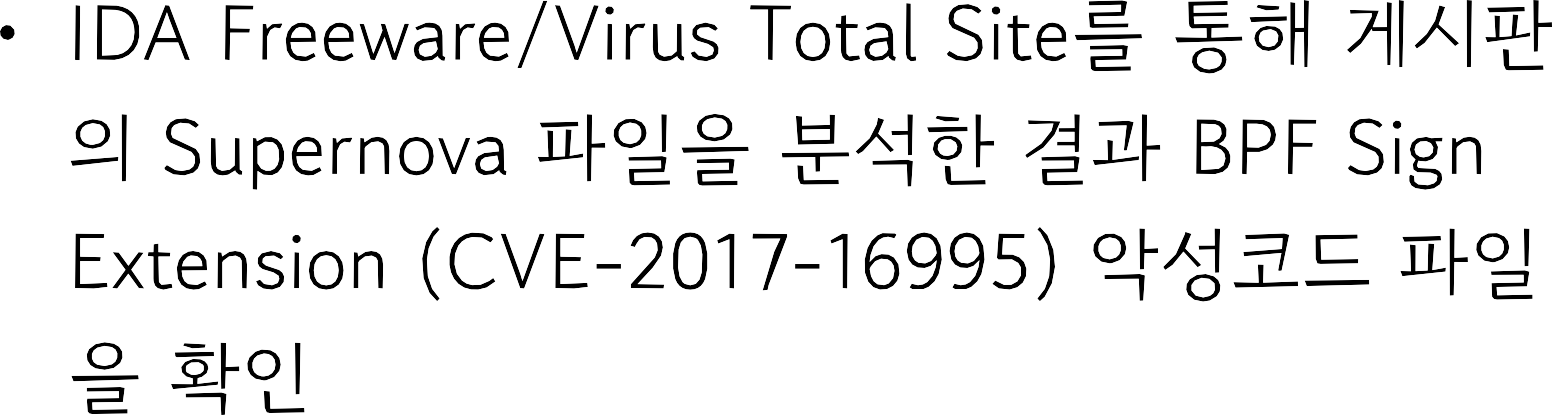 • IDA Freeware/Virus Total Site를 통해 게시판
의 Supernova 파일을 분석한 결과 BPF Sign
Extension (CVE-2017-16995) 악성코드 파일
을 확인